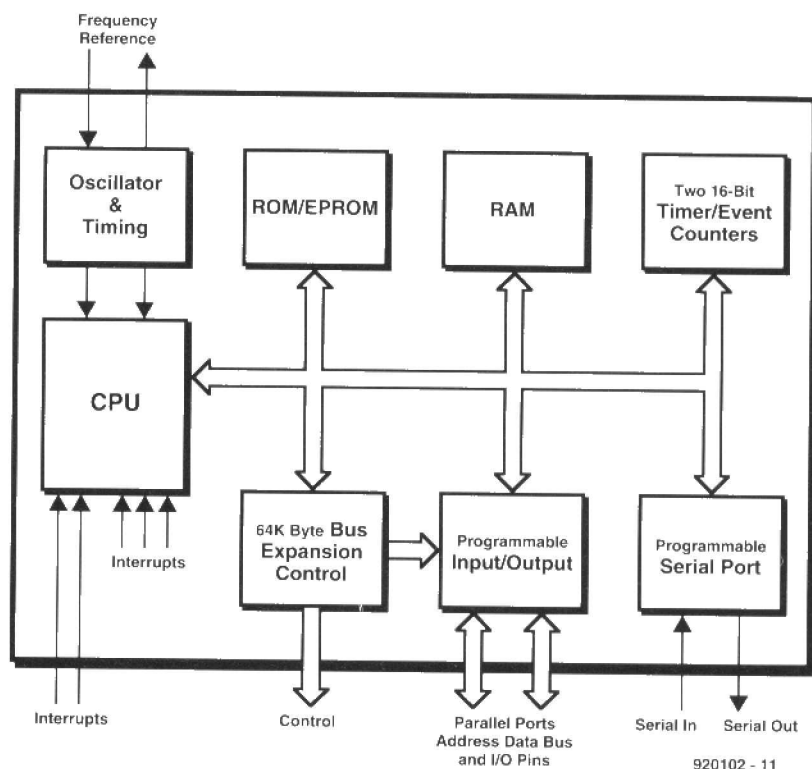 Frequency
Reference
Oscillator
&
Timing
ROM/EPROM
RAM
Two 16-Bit
Timer/Event
Counters
CPU
64K Byte Bus
Expansion
Control
Programmable
Input/Output
Programmable
Serial Port
Interrupts
Interrupts
Control
Parallel Ports
Address Data Bus
and I/O Pins
Serial In
Serial Out
920102 - 11